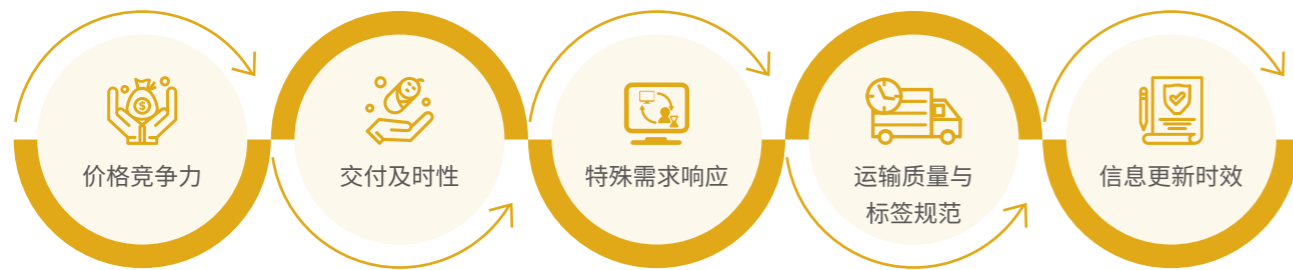 价格竞争力
交付及时性
特殊需求响应
运输质量与
标签规范
信息更新时效